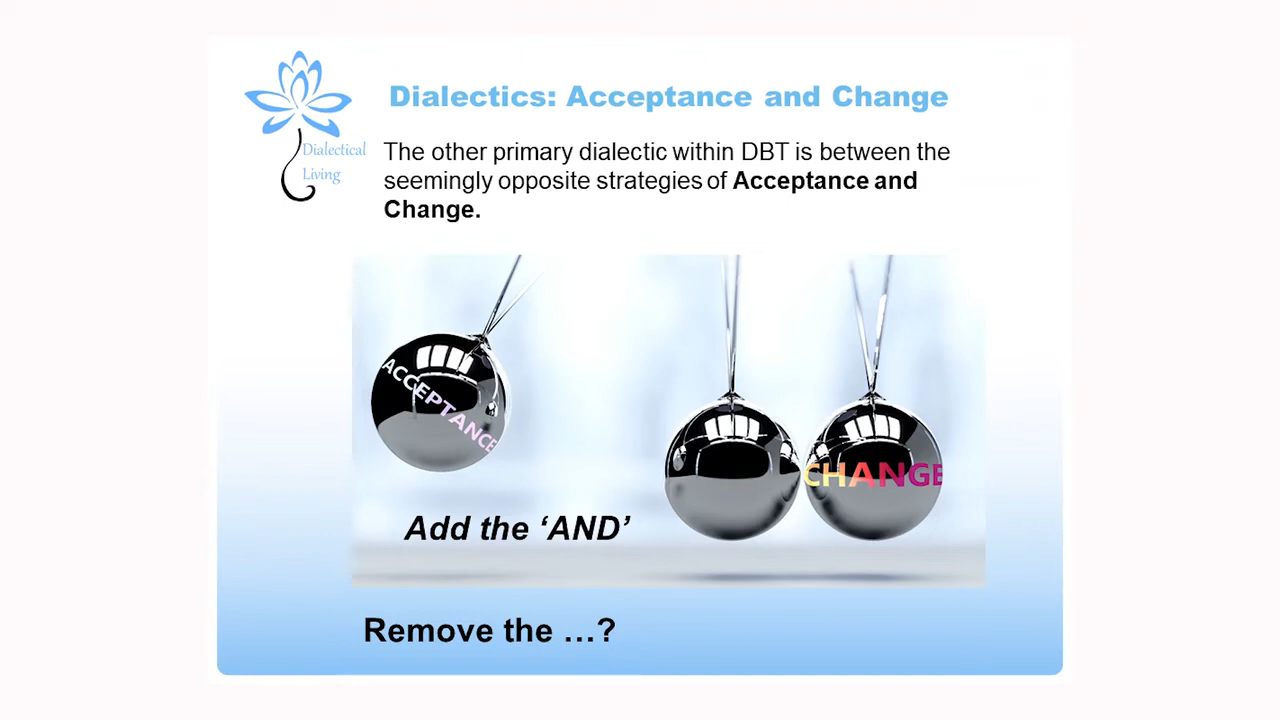 Dialectics: Acceptance and Change
Dialectical
Living
The other primary dialectic within DBT is between the
seemingly opposite strategies of Acceptance and
Change.
ACCEPTANCE
CHANGE
Add the ‘AND’
Remove the …?